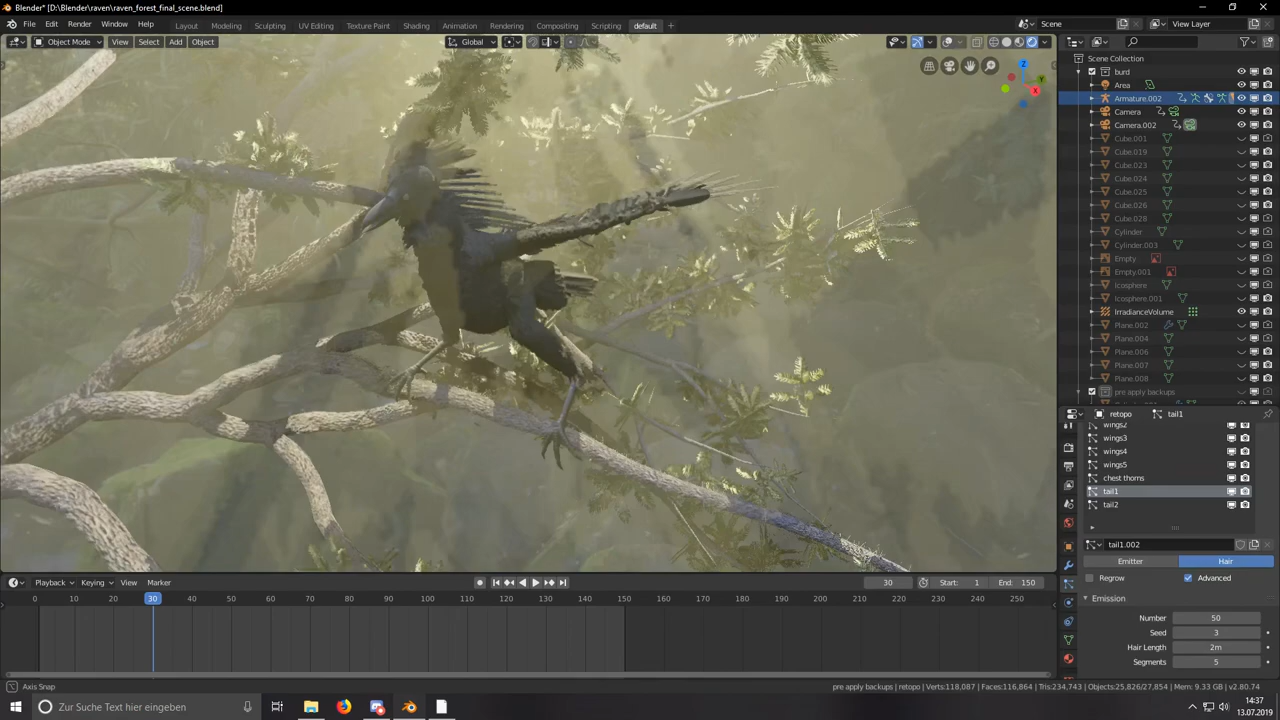 Blender* [D:\Blender\raven\raven_forest_final_scene.blend]
File Edit Render Window Help Layout Modeling Sculpting UV Editing Texture Paint Shading Animation Rendering Compositing Scripting default + Scene View Layer
Object Mode View Select Add Object Global
Scene Collection
burd
Area
Armature.002
Camera
Camera.002
Cube.001
Cube.019
Cube.023
Cube.024
Cube.025
Cube.026
Cube.028
Cylinder
Cylinder.003
Empty
Empty.001
Icosphere
Icosphere.001
IrradianceVolume
Plane.002
Plane.004
Plane.006
Plane.007
Plane.008
pre apply backups
retopo tail1
wings2
wings3
wings4
wings5
chest thorns
tail1
tail2
tail1.002
Emitter Hair
Regrow Advanced
Emission
Number 50
Seed 3
Hair Length 2m
Segments 5
Playback Keying View Marker 30 Start: 1 End: 150
0 10 20 30 40 50 60 70 80 90 100 110 120 130 140 150 160 170 180 190 200 210 220 230 240 250
Axis Snap pre apply backups | retopo | Verts:118,087 | Faces:116,864 | Tris:234,743 | Objects:25,826/27,854 | Mem: 9.33 GB | v2.80.74
Zur Suche Text hier eingeben
14:37
13.07.2019